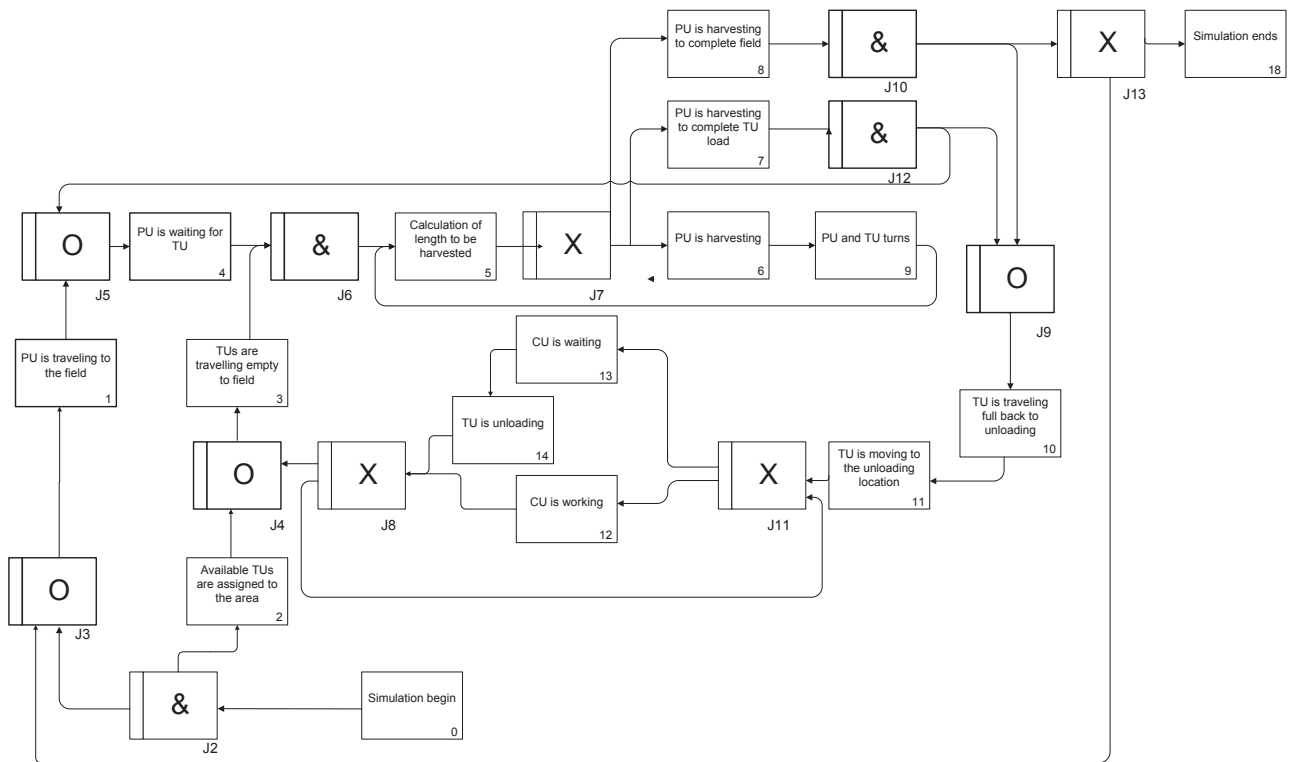 PU is harvesting
to complete field
8
&
J10
X
J13
Simulation ends
18
PU is harvesting
to complete TU
load
7
&
J12
O
J5
PU is waiting for
TU
4
&
J6
Calculation of
length to be
harvested
5
X
J7
PU is harvesting
6
PU and TU turns
9
O
J9
PU is traveling to
the field
1
TUs are
travelling empty
to field
3
CU is waiting
13
TU is unloading
14
TU is traveling
full back to
unloading
10
O
J4
X
J8
CU is working
12
X
J11
TU is moving to
the unloading
location
11
O
J3
Available TUs
are assigned to
the area
2
&
J2
Simulation begin
0